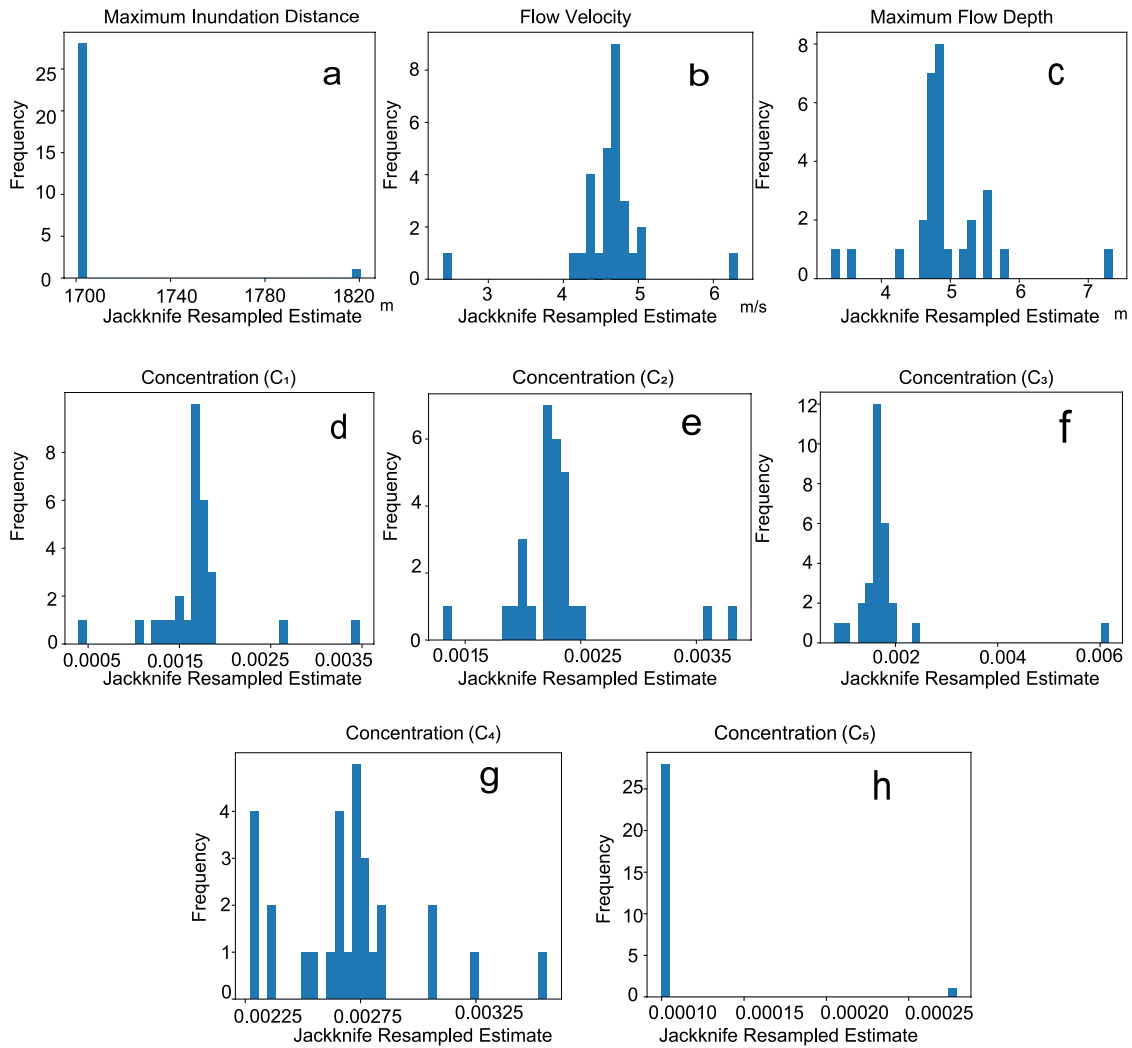 Maximum Inundation Distance
Flow Velocity
Maximum Flow Depth
a
b
c
Frequency
Frequency
Frequency
25
20
15
10
5
0
8
6
4
2
0
8
6
4
2
0
1700 1740 1780 1820 m
3 4 5 6 m/s
4 5 6 7 m
Jackknife Resampled Estimate
Jackknife Resampled Estimate
Jackknife Resampled Estimate
Concentration (C₁)
Concentration (C₂)
Concentration (C₃)
d
e
f
Frequency
Frequency
Frequency
8
6
4
2
0
6
4
2
0
12
10
8
6
4
2
0
0.0005 0.0015 0.0025 0.0035
0.0015 0.0025 0.0035
0.002 0.004 0.006
Jackknife Resampled Estimate
Jackknife Resampled Estimate
Jackknife Resampled Estimate
Concentration (C₄)
Concentration (C₅)
g
h
Frequency
Frequency
4
3
2
1
0
25
20
15
10
5
0
0.00225 0.00275 0.00325
0.00010 0.00015 0.00020 0.00025
Jackknife Resampled Estimate
Jackknife Resampled Estimate